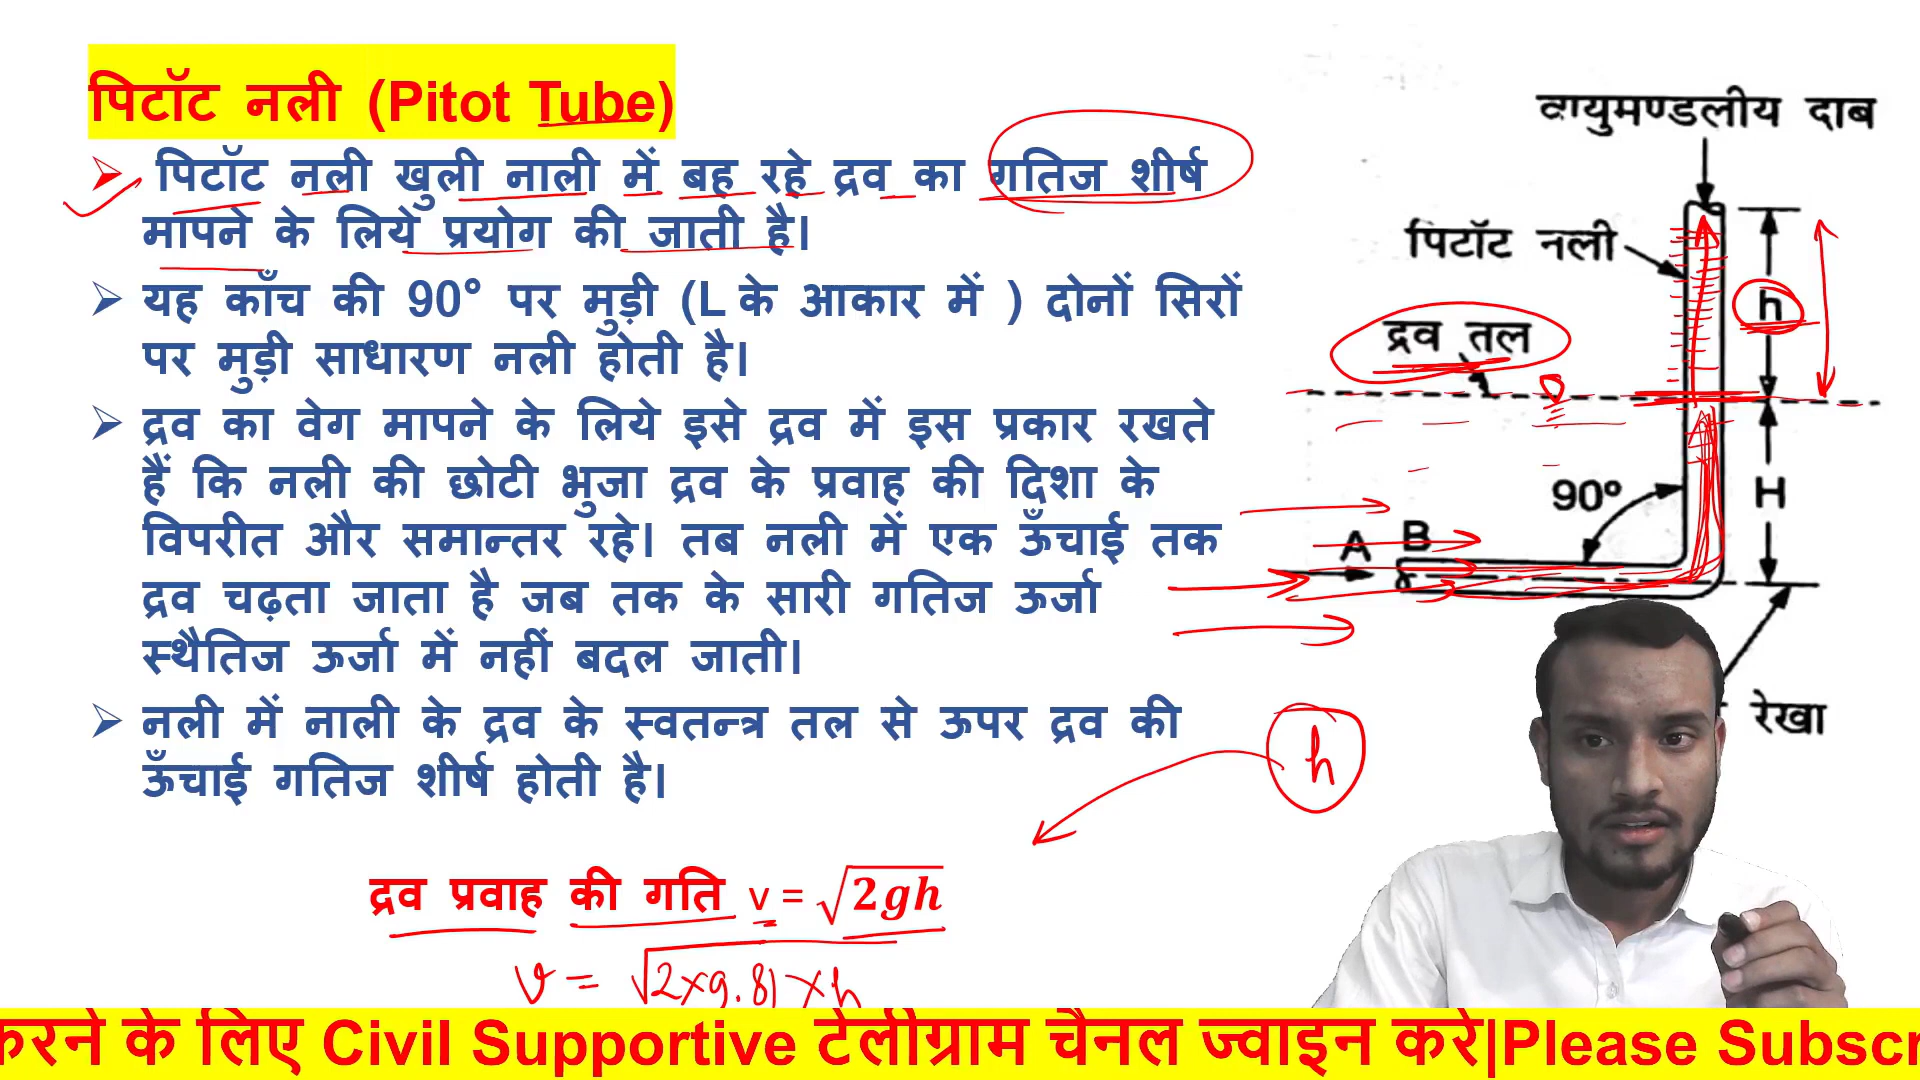 पिटॉट नली (Pitot Tube)
➢ पिटॉट नली खुली नाली में बह रहे द्रव का गतिज शीर्ष
मापने के लिये प्रयोग की जाती है।
➢ यह काँच की 90° पर मुड़ी (L के आकार में ) दोनों सिरों
पर मुड़ी साधारण नली होती है।
➢ द्रव का वेग मापने के लिये इसे द्रव में इस प्रकार रखते
हैं कि नली की छोटी भुजा द्रव के प्रवाह की दिशा के
विपरीत और समान्तर रहे। तब नली में एक ऊँचाई तक
द्रव चढ़ता जाता है जब तक के सारी गतिज ऊर्जा
स्थैतिज ऊर्जा में नहीं बदल जाती।
➢ नली में नाली के द्रव के स्वतन्त्र तल से ऊपर द्रव की
ऊँचाई गतिज शीर्ष होती है।
द्रव प्रवाह की गति v = √2gh
v = √2×9.81×h
वायुमण्डलीय दाब
पिटॉट नली
h
द्रव तल
90°
H
A B
रेखा
h
करने के लिए Civil Supportive टेलीग्राम चैनल ज्वाइन करे|Please Subscr